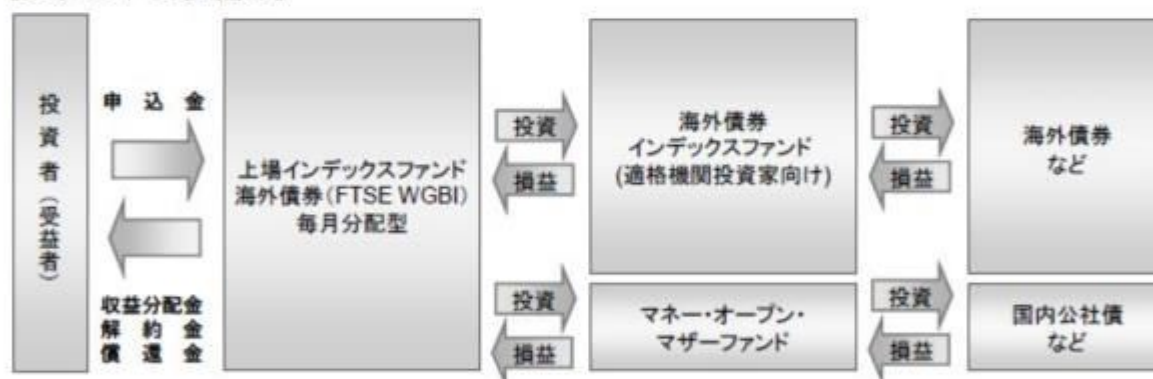 投資者（受益者）
申込金
収益分配金
解約金
償還金
上場インデックスファンド
海外債券（FTSE WGBI）
毎月分配型
投資
損益
海外債券
インデックスファンド
(適格機関投資家向け)
投資
損益
海外債券
など
投資
損益
マネー・オープン・
マザーファンド
投資
損益
国内公社債
など